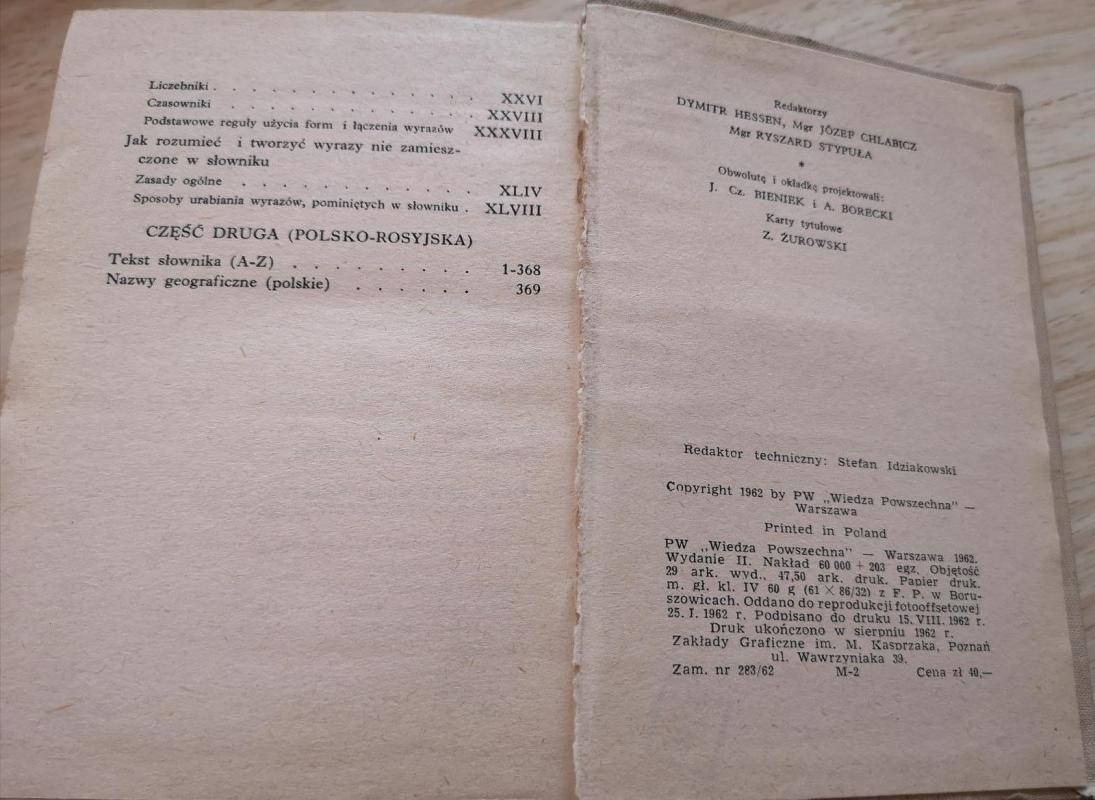 Liczebniki . . . . . . . . . . . . . . XXVI
Czasowniki . . . . . . . . . . . . . XXVIII
Podstawowe reguły użycia form i łączenia wyrazów XXXVIII
Jak rozumieć i tworzyć wyrazy nie zamiesz-
czone w słowniku
Zasady ogólne . . . . . . . . . . . . XLIV
Sposoby urabiania wyrazów, pominiętych w słowniku . XLVIII
CZĘŚĆ DRUGA (POLSKO-ROSYJSKA)
Tekst słownika (A-Z) . . . . . . . . . 1-368
Nazwy geograficzne (polskie) . . . . . . 369
Redaktorzy
DYMITR HESSEN, Mgr JÓZEF CHLABICZ
Mgr RYSZARD STYPUŁA
*
Obwolutę i okładkę projektowali:
J. Cz. BIENIEK i A. BORECKI
Karty tytułowe
Z. ŻUROWSKI
Redaktor techniczny: Stefan Idziakowski
Copyright 1962 by PW „Wiedza Powszechna" —
Warszawa
Printed in Poland
PW „Wiedza Powszechna" — Warszawa 1962.
Wydanie II. Nakład 60 000 + 203 egz. Objętość
29 ark. wyd., 47,50 ark. druk. Papier druk.
m. gł. kl. IV 60 g (61 × 86/32) z F. P. w Boru-
szowicach. Oddano do reprodukcji fotooffsetowej
25. I. 1962 r. Podpisano do druku 15. VIII. 1962 r.
Druk ukończono w sierpniu 1962 r.
Zakłady Graficzne im. M. Kasprzaka, Poznań
ul. Wawrzyniaka 39.
Zam. nr 283/62 M-2 Cena zł 40,—